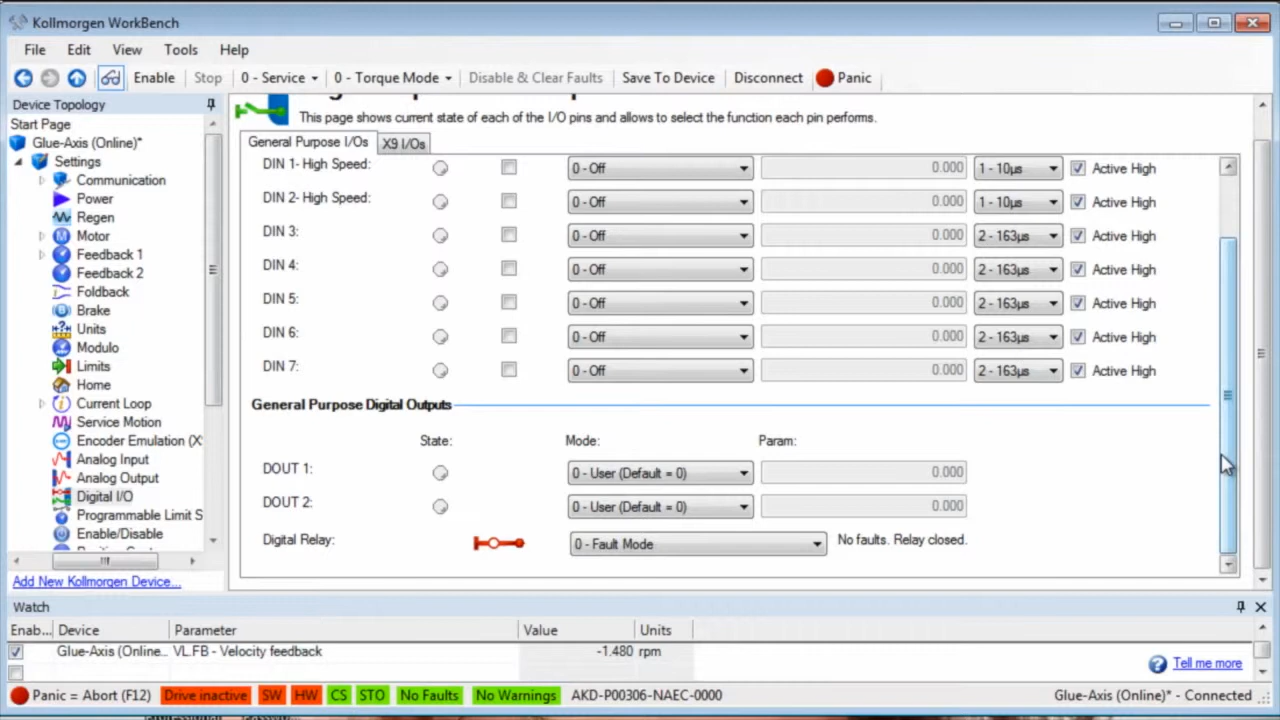 Kollmorgen WorkBench
File Edit View Tools Help
Enable Stop 0 - Service 0 - Torque Mode Disable & Clear Faults Save To Device Disconnect Panic
Device Topology
Start Page
Glue-Axis (Online)*
Settings
Communication
Power
Regen
Motor
Feedback 1
Feedback 2
Foldback
Brake
Units
Modulo
Limits
Home
Current Loop
Service Motion
Encoder Emulation (X
Analog Input
Analog Output
Digital I/O
Programmable Limit S
Enable/Disable
Add New Kollmorgen Device...
This page shows current state of each of the I/O pins and allows to select the function each pin performs.
General Purpose I/Os X9 I/Os
DIN 1- High Speed: 0 - Off 0.000 1 - 10µs Active High
DIN 2- High Speed: 0 - Off 0.000 1 - 10µs Active High
DIN 3: 0 - Off 0.000 2 - 163µs Active High
DIN 4: 0 - Off 0.000 2 - 163µs Active High
DIN 5: 0 - Off 0.000 2 - 163µs Active High
DIN 6: 0 - Off 0.000 2 - 163µs Active High
DIN 7: 0 - Off 0.000 2 - 163µs Active High
General Purpose Digital Outputs
State: Mode: Param:
DOUT 1: 0 - User (Default = 0) 0.000
DOUT 2: 0 - User (Default = 0) 0.000
Digital Relay: 0 - Fault Mode No faults. Relay closed.
Watch
Enab... Device Parameter Value Units
Glue-Axis (Online... VL.FB - Velocity feedback -1.480 rpm
Tell me more
Panic = Abort (F12) Drive inactive SW HW CS STO No Faults No Warnings AKD-P00306-NAEC-0000 Glue-Axis (Online)* - Connected